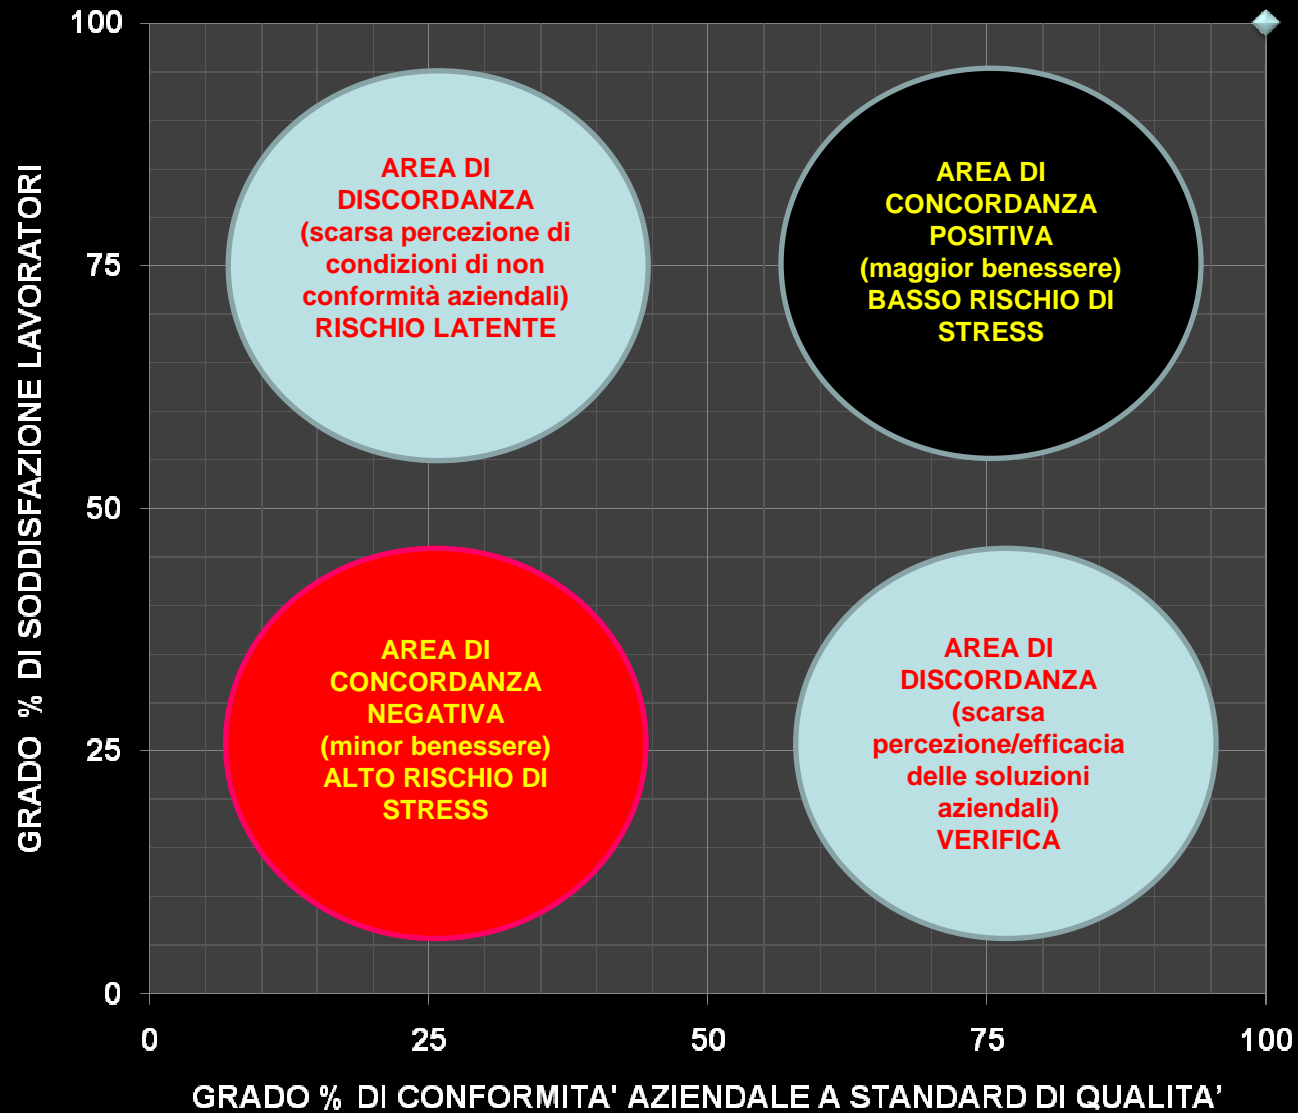 100
75
50
25
0
GRADO % DI SODDISFAZIONE LAVORATORI
AREA DI
DISCORDANZA
(scarsa percezione di
condizioni di non
conformità aziendali)
RISCHIO LATENTE
AREA DI
CONCORDANZA
POSITIVA
(maggior benessere)
BASSO RISCHIO DI
STRESS
AREA DI
CONCORDANZA
NEGATIVA
(minor benessere)
ALTO RISCHIO DI
STRESS
AREA DI
DISCORDANZA
(scarsa
percezione/efficacia
delle soluzioni
aziendali)
VERIFICA
0 25 50 75 100
GRADO % DI CONFORMITA' AZIENDALE A STANDARD DI QUALITA’